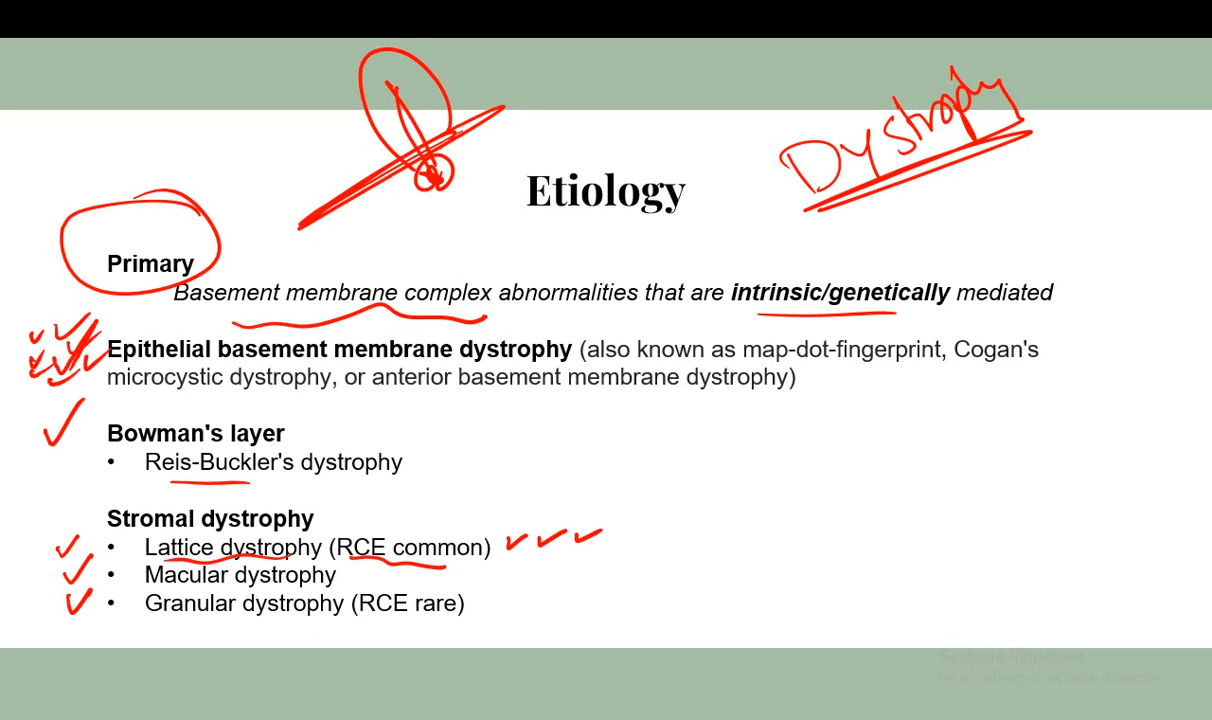 Dystrophy
Etiology
Primary
Basement membrane complex abnormalities that are intrinsic/genetically mediated
Epithelial basement membrane dystrophy (also known as map-dot-fingerprint, Cogan's
microcystic dystrophy, or anterior basement membrane dystrophy)
Bowman's layer
• Reis-Buckler's dystrophy
Stromal dystrophy
• Lattice dystrophy (RCE common)
• Macular dystrophy
• Granular dystrophy (RCE rare)